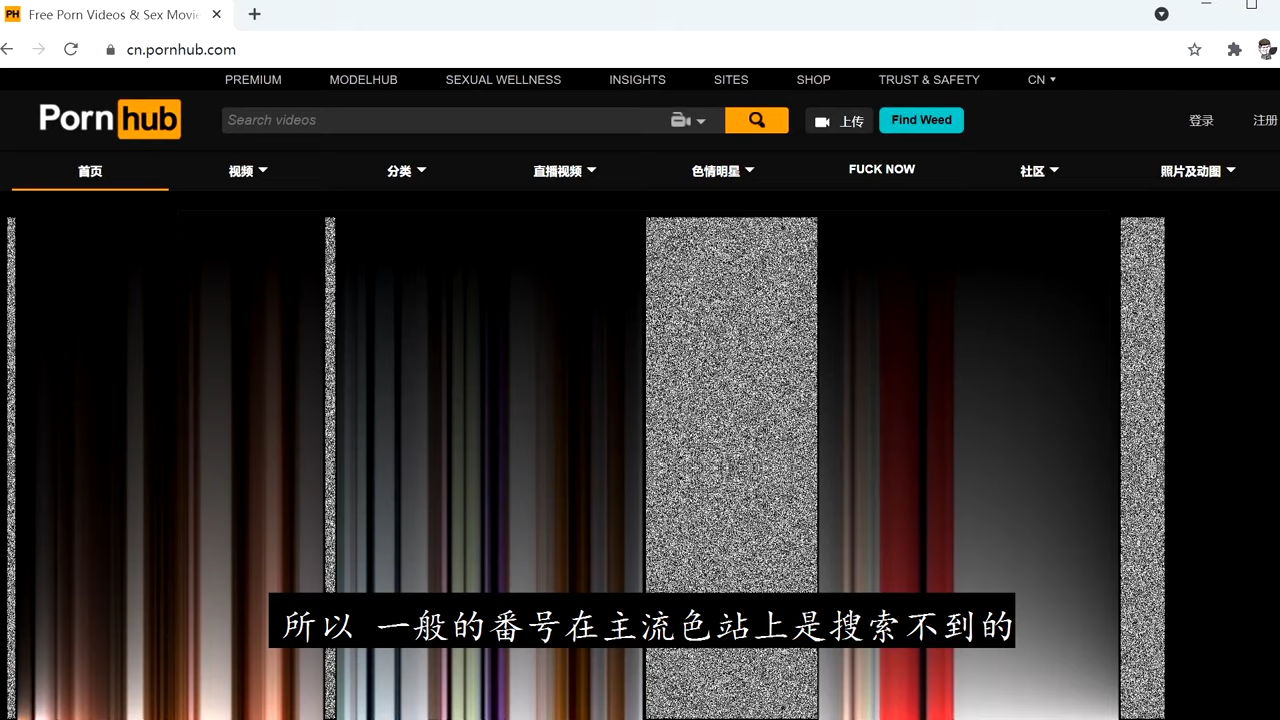 PH Free Porn Videos & Sex Movi
cn.pornhub.com
PREMIUM MODELHUB SEXUAL WELLNESS INSIGHTS SITES SHOP TRUST & SAFETY CN
Pornhub Search videos 上传 Find Weed 登录 注册
首页 视频 分类 直播视频 色情明星 FUCK NOW 社区 照片及动图
所以 一般的番号在主流色站上是搜索不到的